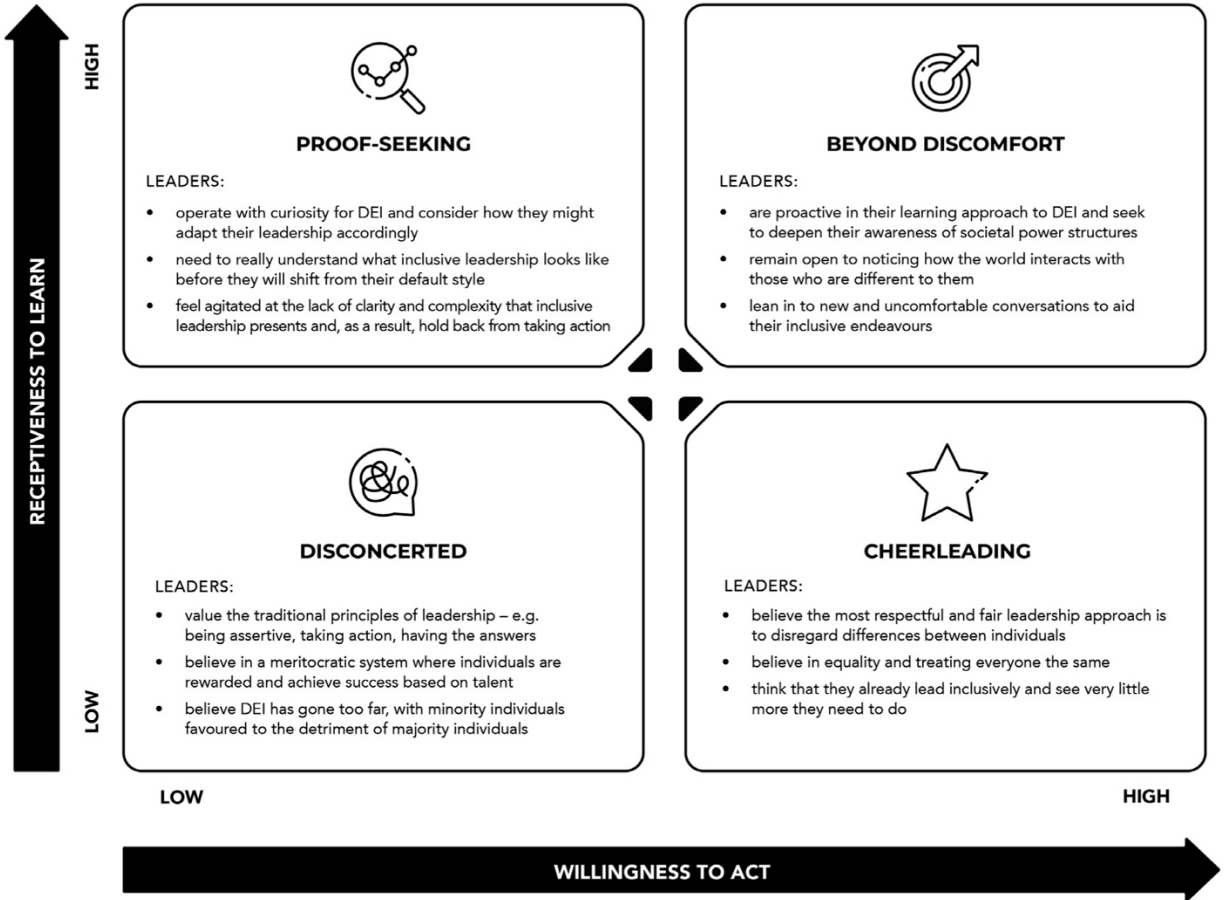 RECEPTIVENESS TO LEARN
HIGH
LOW
PROOF-SEEKING
LEADERS:
• operate with curiosity for DEI and consider how they might
adapt their leadership accordingly
• need to really understand what inclusive leadership looks like
before they will shift from their default style
• feel agitated at the lack of clarity and complexity that inclusive
leadership presents and, as a result, hold back from taking action
BEYOND DISCOMFORT
LEADERS:
• are proactive in their learning approach to DEI and seek
to deepen their awareness of societal power structures
• remain open to noticing how the world interacts with
those who are different to them
• lean in to new and uncomfortable conversations to aid
their inclusive endeavours
DISCONCERTED
LEADERS:
• value the traditional principles of leadership – e.g.
being assertive, taking action, having the answers
• believe in a meritocratic system where individuals are
rewarded and achieve success based on talent
• believe DEI has gone too far, with minority individuals
favoured to the detriment of majority individuals
CHEERLEADING
LEADERS:
• believe the most respectful and fair leadership approach is
to disregard differences between individuals
• believe in equality and treating everyone the same
• think that they already lead inclusively and see very little
more they need to do
LOW
HIGH
WILLINGNESS TO ACT